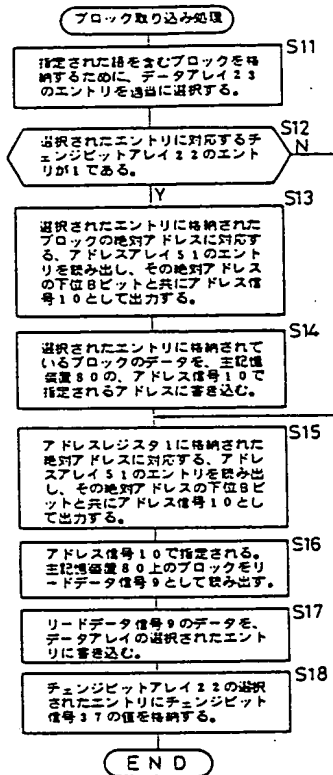 ブロック取り込み処理
S11
指定された語を含むブロックを格
納するために、データアレイ23
のエントリを適当に選択する。
S12
選択されたエントリに対応するチ
ェンジビットアレイ22のエント
リが1である。
N
Y
S13
選択されたエントリに格納された
ブロックの絶対アドレスに対応す
る、アドレスアレイ51のエント
リを読み出し、その絶対アドレス
の下位Bビットと共にアドレス信
号10として出力する。
S14
選択されたエントリに格納されて
いるブロックのデータを、主記憶
装置80の、アドレス信号10で
指定されるアドレスに書き込む。
S15
アドレスレジスタ1に格納された
絶対アドレスに対応する、アドレ
スアレイ51のエントリを読み出
し、その絶対アドレスの下位Bビ
ットと共にアドレス信号10とし
て出力する。
S16
アドレス信号10で指定される。
主記憶装置80上のブロックをリ
ードデータ信号9として読み出す。
S17
リードデータ信号9のデータを、
データアレイの選択されたエント
リに書き込む。
S18
チェンジビットアレイ22の選択
されたエントリにチェンジビット
信号37の値を格納する。
END